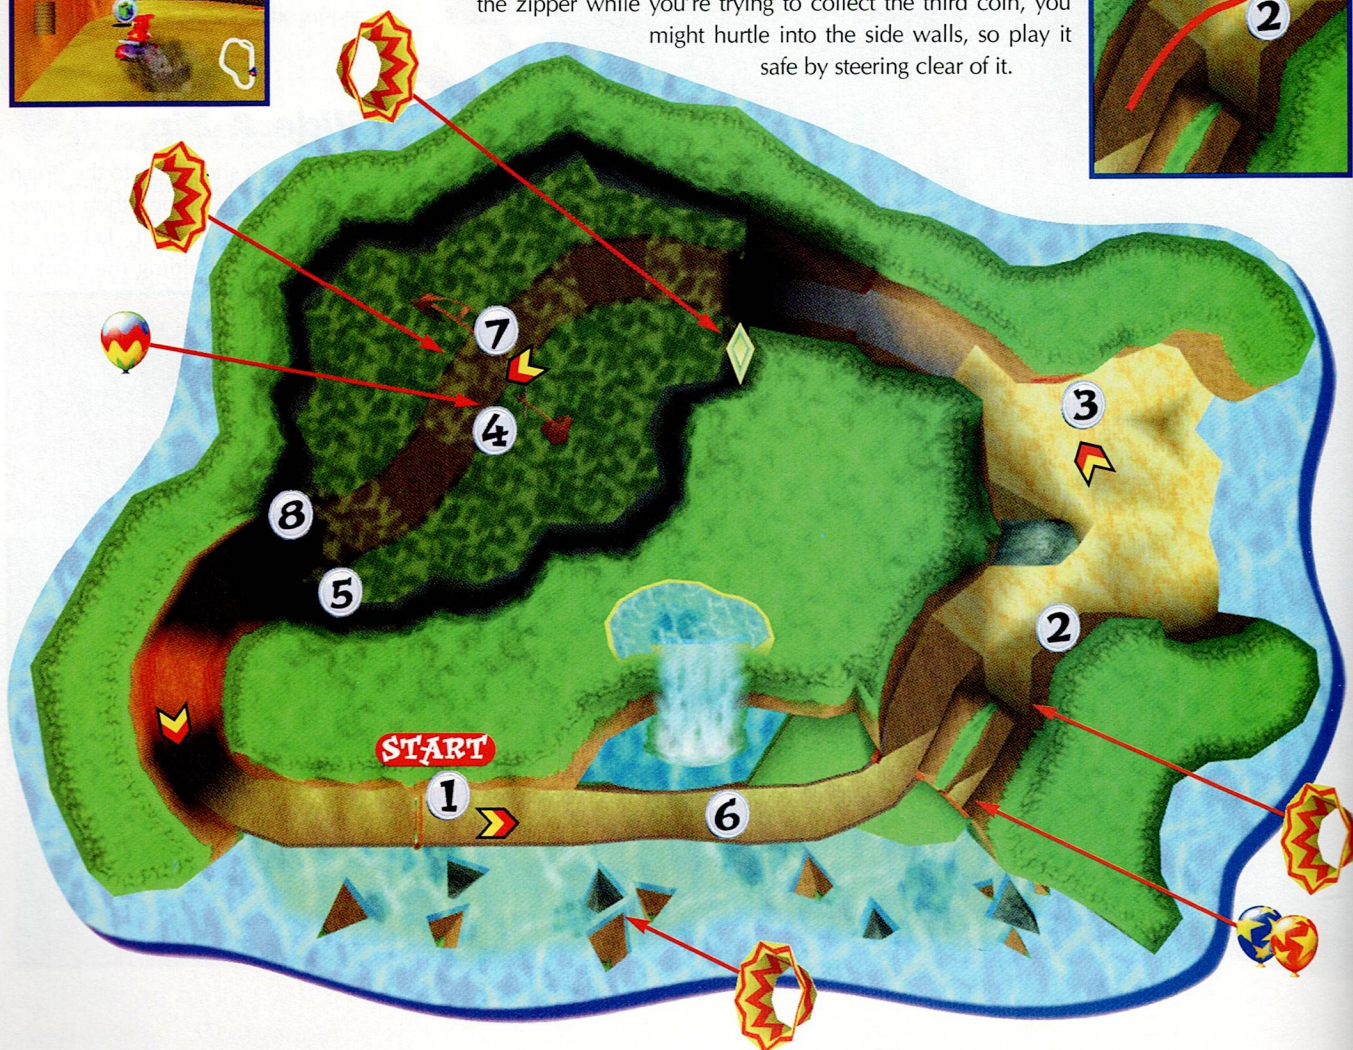 the zipper while you're trying to collect the third coin, you
might hurtle into the side walls, so play it
safe by steering clear of it.
2
7
4
3
8
5
2
START
1
6